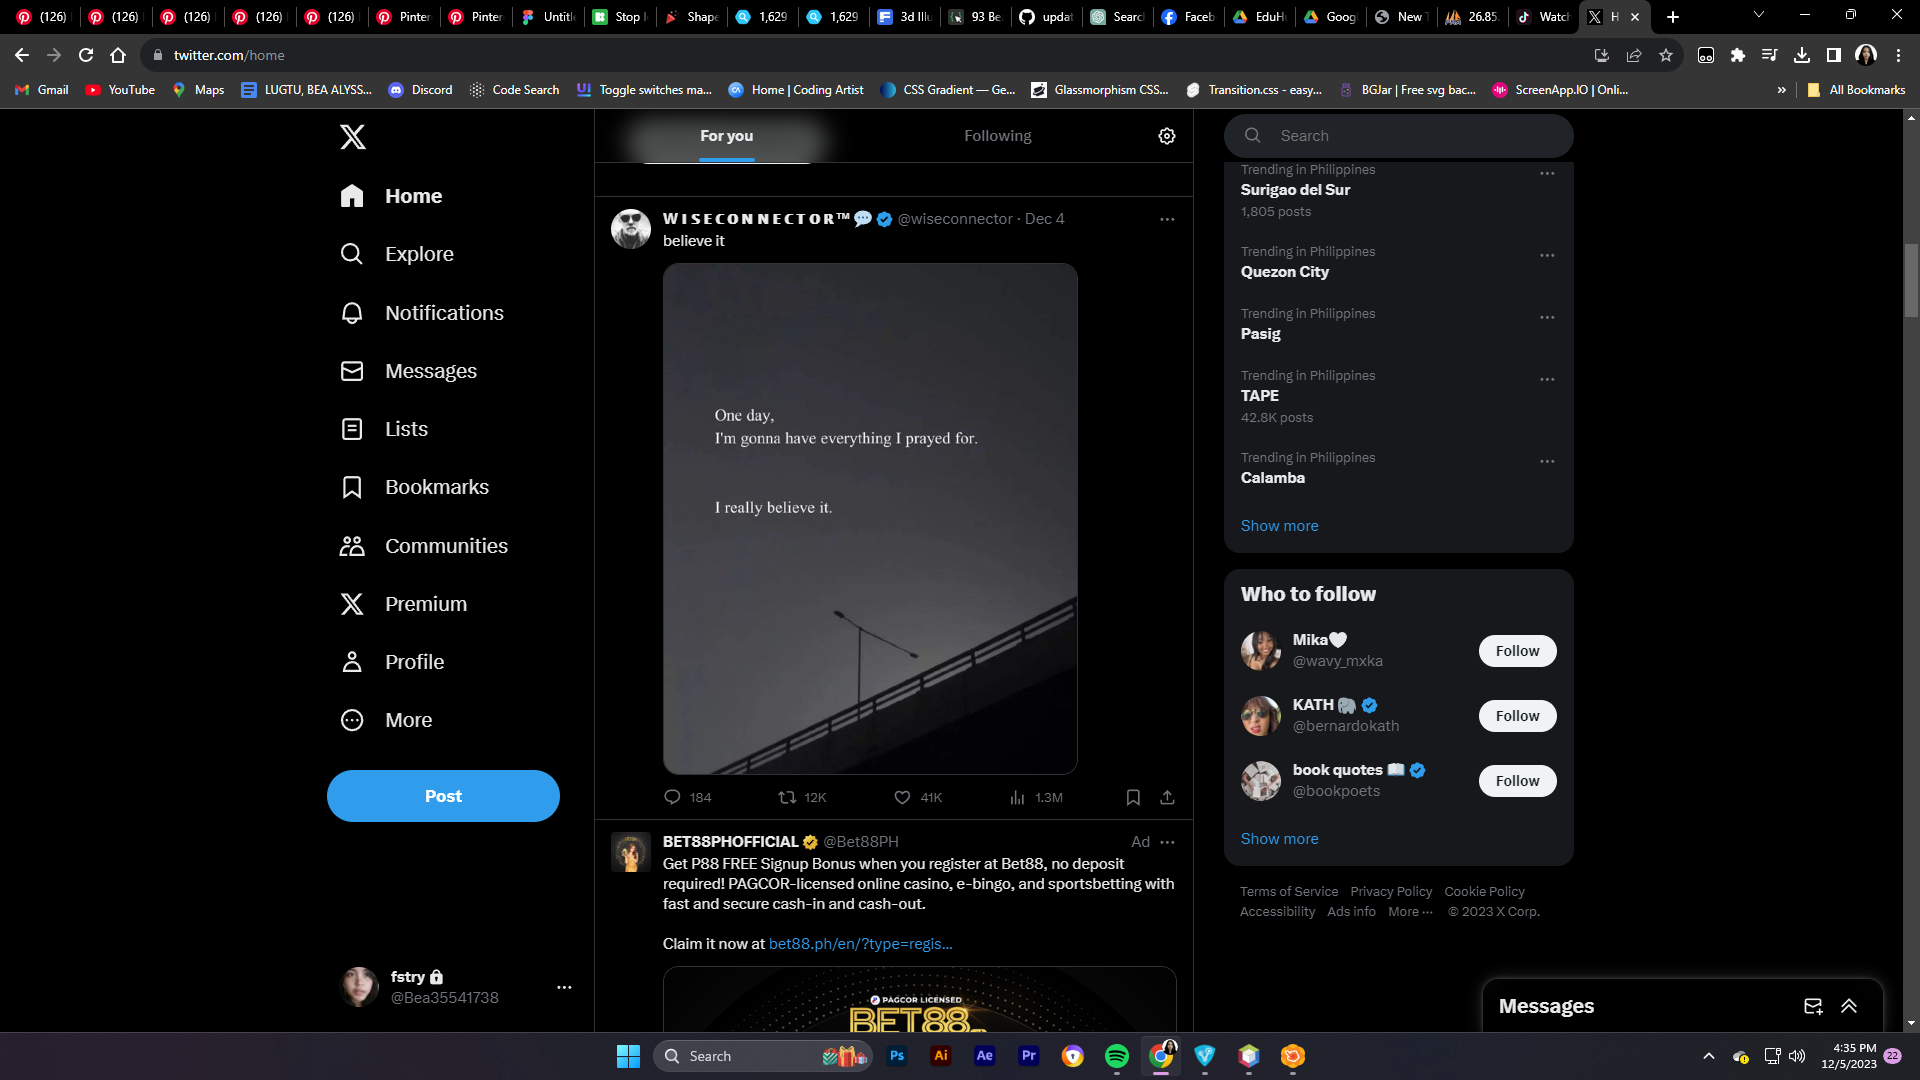 (126)
(126)
(126)
(126)
(126)
Pinter
Pinter
Untitle
Stop l
Shape
1,629
1,629
3d Illu
93 Be
updat
Searc
Faceb
EduH
Goog
New T
26.85.
Watch
H
twitter.com/home
Gmail
YouTube
Maps
LUGTU, BEA ALYSS...
Discord
Code Search
Toggle switches ma...
Home | Coding Artist
CSS Gradient — Ge...
Glassmorphism CSS...
Transition.css - easy...
BGJar | Free svg bac...
ScreenApp.IO | Onli...
»
All Bookmarks
Home
Explore
Notifications
Messages
Lists
Bookmarks
Communities
Premium
Profile
More
Post
fstry
@Bea35541738
For you
Following
WISECONNECTOR™ 💬 @wiseconnector · Dec 4
believe it
One day,
I'm gonna have everything I prayed for.
I really believe it.
184
12K
41K
1.3M
BET88PHOFFICIAL @Bet88PH
Ad
Get P88 FREE Signup Bonus when you register at Bet88, no deposit
required! PAGCOR-licensed online casino, e-bingo, and sportsbetting with
fast and secure cash-in and cash-out.
Claim it now at bet88.ph/en/?type=regis...
PAGCOR LICENSED
BET88
Search
Trending in Philippines
Surigao del Sur
1,805 posts
Trending in Philippines
Quezon City
Trending in Philippines
Pasig
Trending in Philippines
TAPE
42.8K posts
Trending in Philippines
Calamba
Show more
Who to follow
Mika🤍
@wavy_mxka
Follow
KATH 🐘
@bernardokath
Follow
book quotes 📖
@bookpoets
Follow
Show more
Terms of Service Privacy Policy Cookie Policy
Accessibility Ads info More ··· © 2023 X Corp.
Messages
Search
Ps
Ai
Ae
Pr
4:35 PM
12/5/2023
22